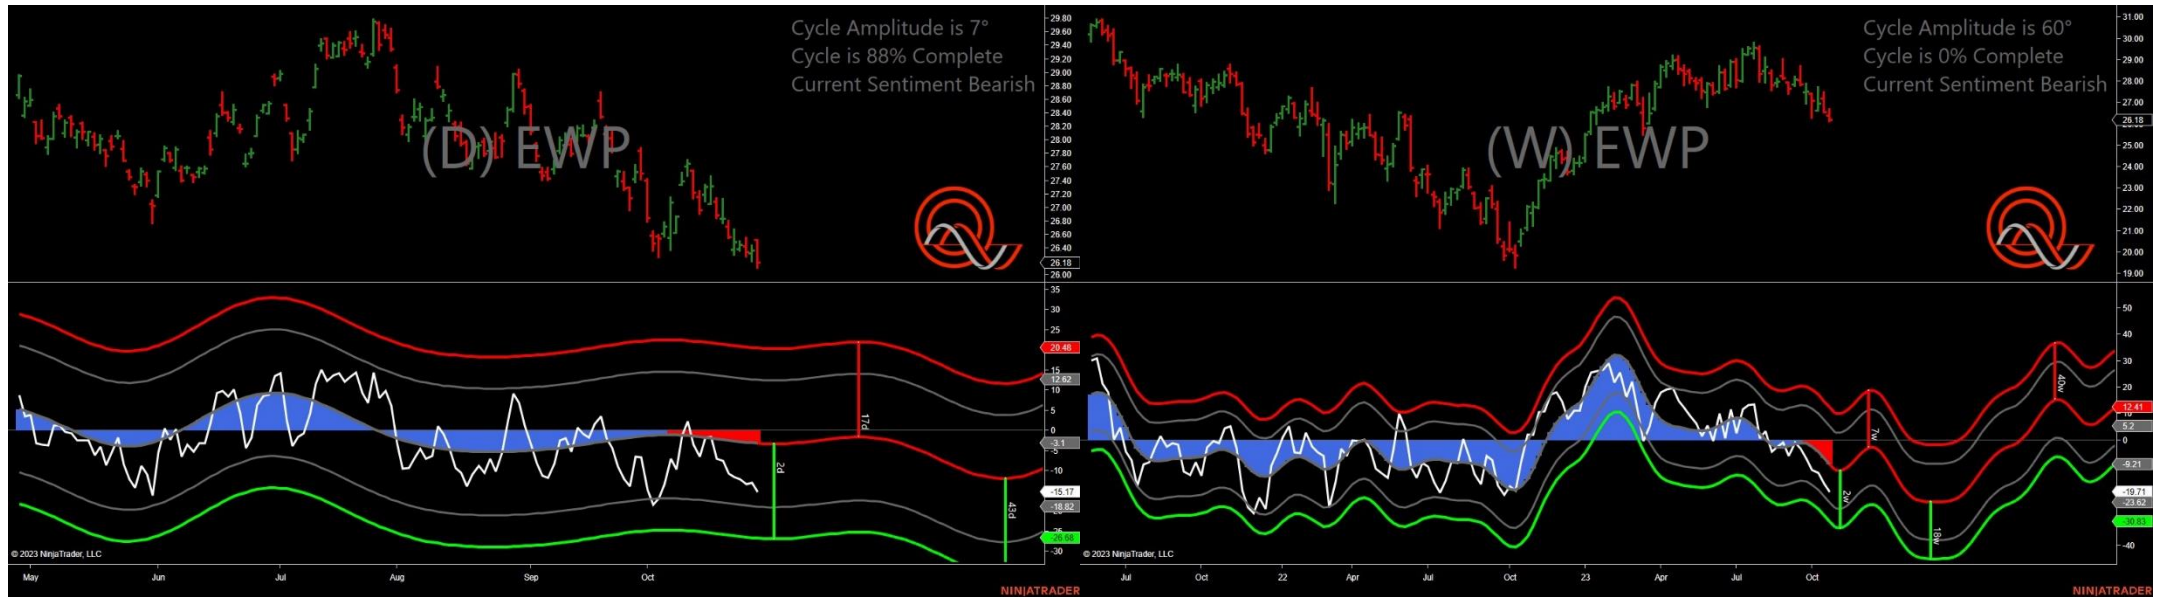 Cycle Amplitude is 7°
Cycle is 88% Complete
Current Sentiment Bearish
(D) EWP
29.80
29.60
29.40
29.20
29.00
28.80
28.60
28.40
28.20
28.00
27.80
27.60
27.40
27.20
27.00
26.80
26.60
26.40
26.18
26.00
35
30
25
20.48
15
12.62
10
5
0
-3.1
-5
-10
-15.17
-18.82
-26.68
-30
17d
2d
43d
© 2023 NinjaTrader, LLC
May Jun Jul Aug Sep Oct
NINJATRADER
Cycle Amplitude is 60°
Cycle is 0% Complete
Current Sentiment Bearish
(W) EWP
31.00
30.00
29.00
28.00
27.00
26.18
25.00
24.00
23.00
22.00
21.00
20.00
19.00
50
40
30
20
12.41
5.2
0
-9.21
-19.71
-23.62
-30.83
-40
7w
2w
18w
40w
© 2023 NinjaTrader, LLC
Jul Oct 22 Apr Jul Oct 23 Apr Jul Oct
NINJATRADER